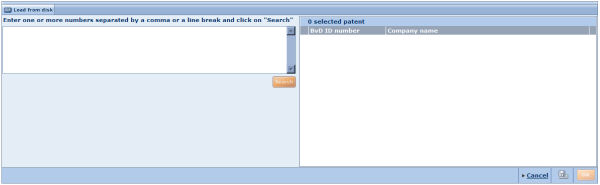 Load from disk
Enter one or more numbers separated by a comma or a line break and click on "Search"
0 selected patent
BvD ID number
Company name
Search
Cancel
OK